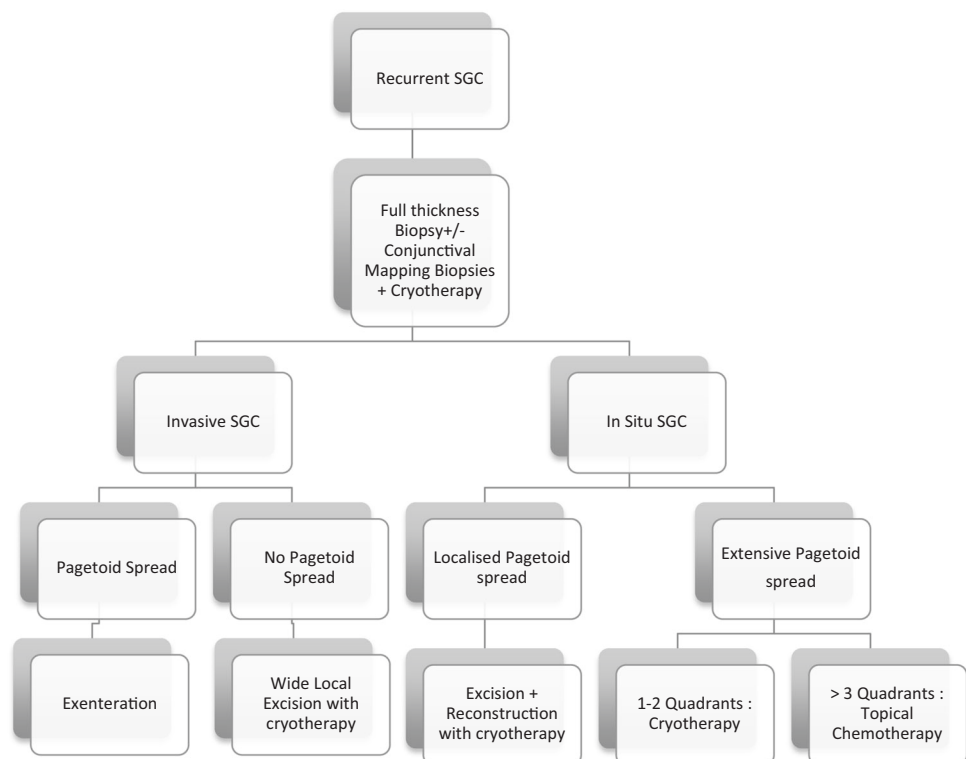 Recurrent SGC
Full thickness
Biopsy+/-
Conjunctival
Mapping Biopsies
+ Cryotherapy
Invasive SGC
In Situ SGC
Pagetoid Spread
No Pagetoid
Spread
Localised Pagetoid
spread
Extensive Pagetoid
spread
Exenteration
Wide Local
Excision with
cryotherapy
Excision +
Reconstruction
with cryotherapy
1-2 Quadrants :
Cryotherapy
> 3 Quadrants :
Topical
Chemotherapy